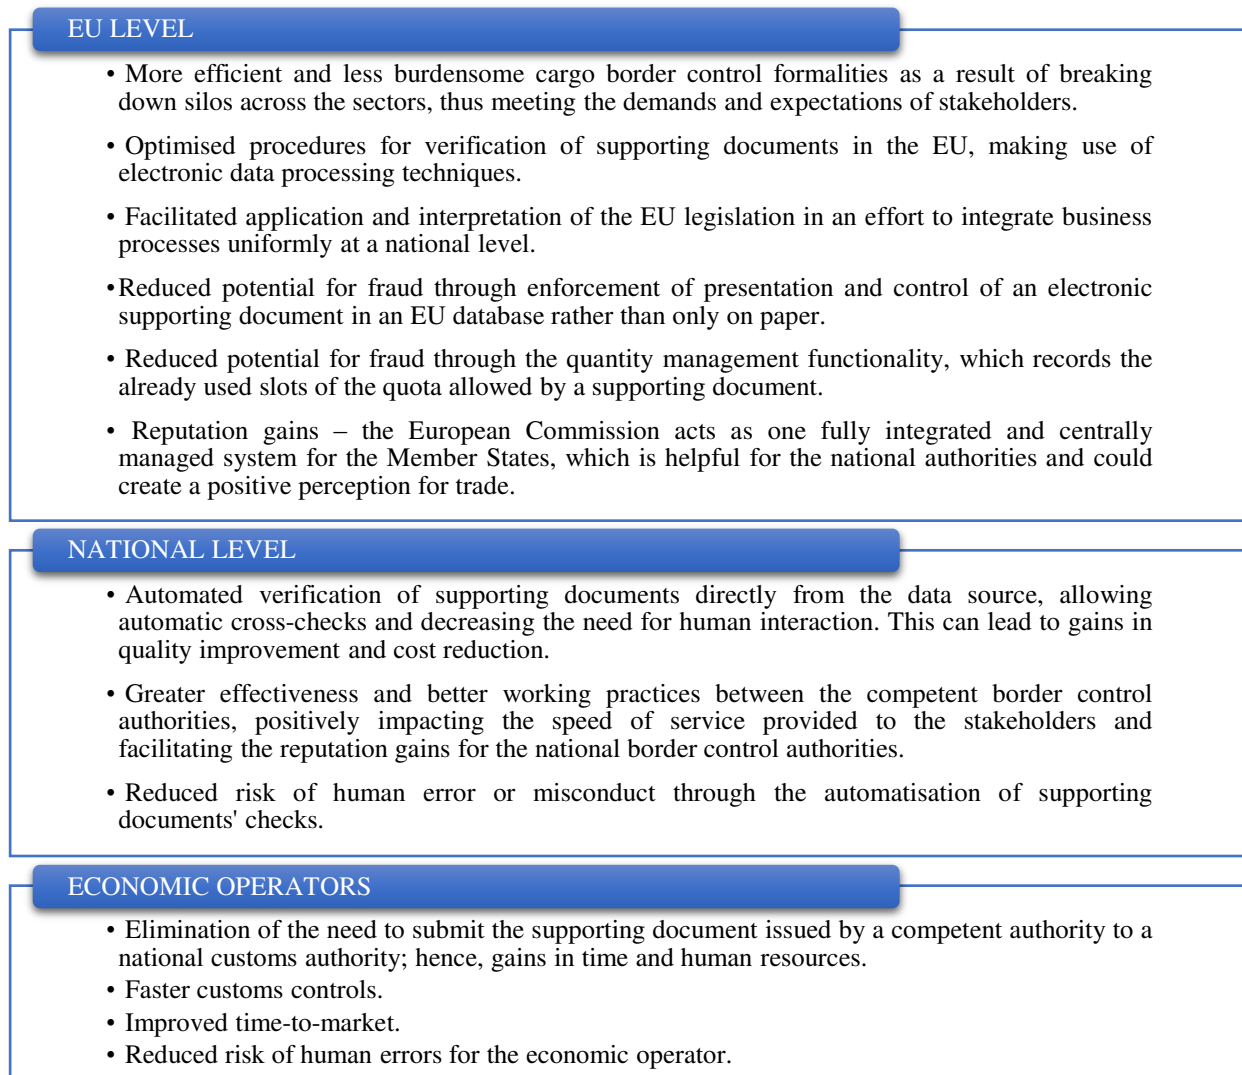 EU LEVEL
• More efficient and less burdensome cargo border control formalities as a result of breaking
down silos across the sectors, thus meeting the demands and expectations of stakeholders.
• Optimised procedures for verification of supporting documents in the EU, making use of
electronic data processing techniques.
• Facilitated application and interpretation of the EU legislation in an effort to integrate business
processes uniformly at a national level.
•Reduced potential for fraud through enforcement of presentation and control of an electronic
supporting document in an EU database rather than only on paper.
• Reduced potential for fraud through the quantity management functionality, which records the
already used slots of the quota allowed by a supporting document.
• Reputation gains – the European Commission acts as one fully integrated and centrally
managed system for the Member States, which is helpful for the national authorities and could
create a positive perception for trade.
NATIONAL LEVEL
• Automated verification of supporting documents directly from the data source, allowing
automatic cross-checks and decreasing the need for human interaction. This can lead to gains in
quality improvement and cost reduction.
• Greater effectiveness and better working practices between the competent border control
authorities, positively impacting the speed of service provided to the stakeholders and
facilitating the reputation gains for the national border control authorities.
• Reduced risk of human error or misconduct through the automatisation of supporting
documents' checks.
ECONOMIC OPERATORS
• Elimination of the need to submit the supporting document issued by a competent authority to a
national customs authority; hence, gains in time and human resources.
• Faster customs controls.
• Improved time-to-market.
• Reduced risk of human errors for the economic operator.